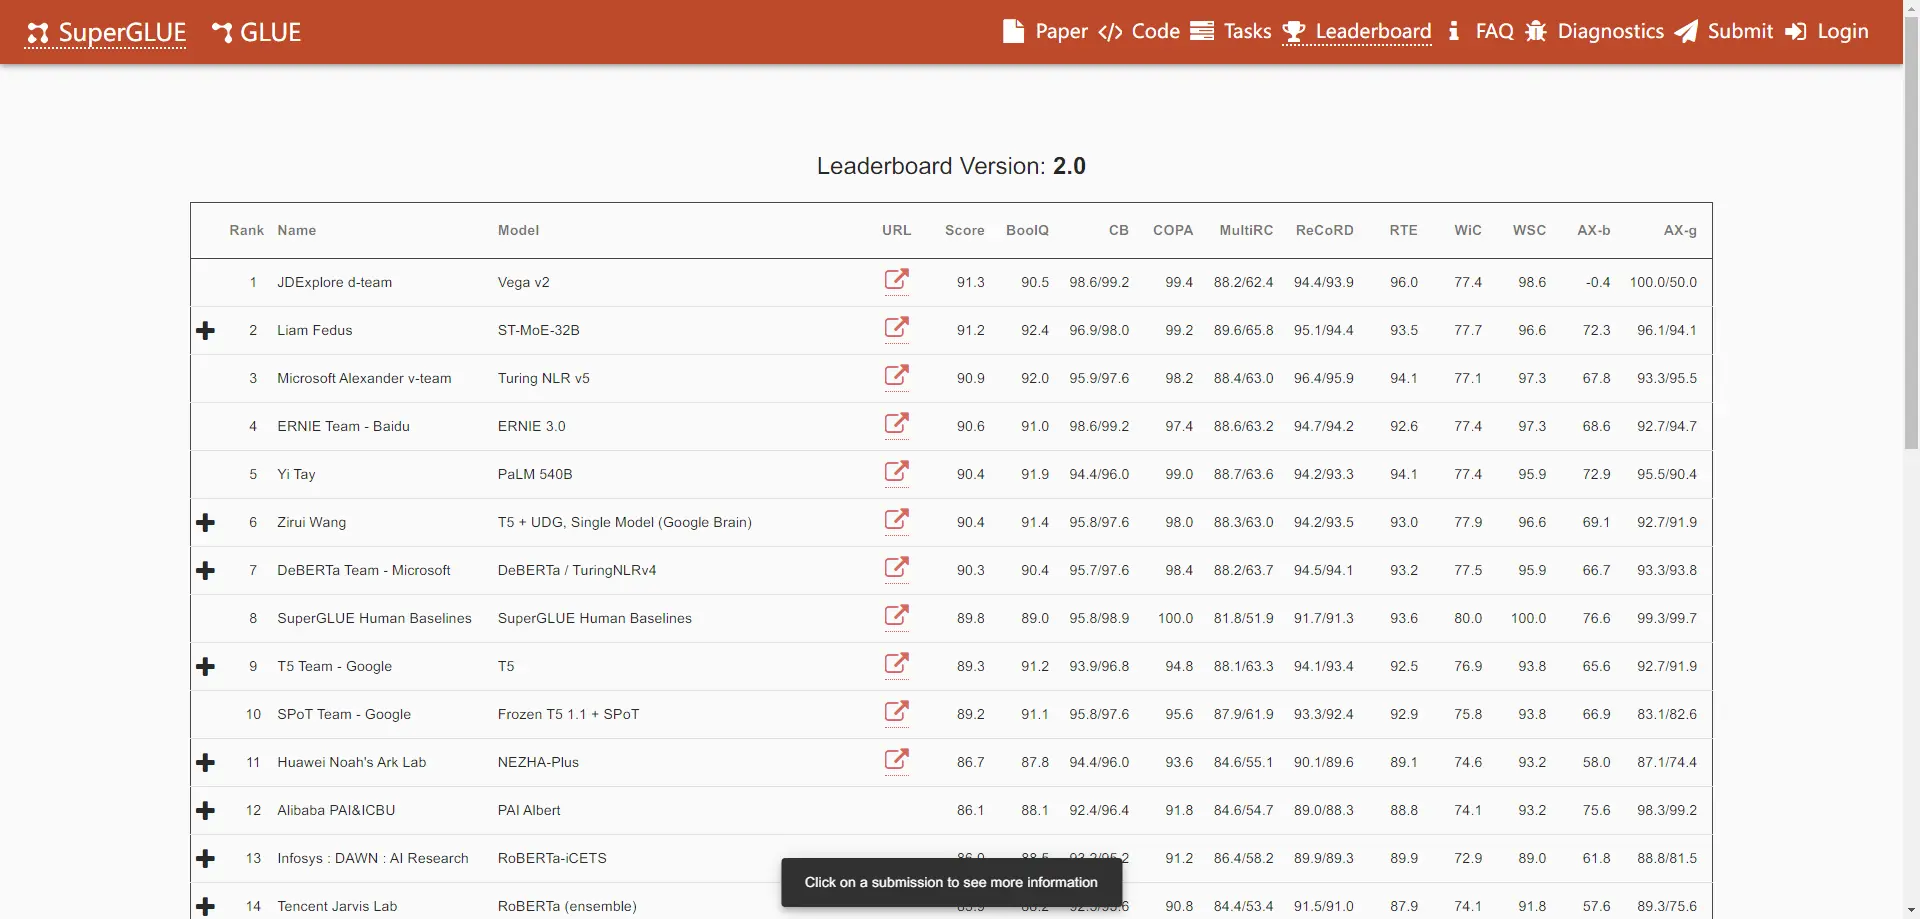 SuperGLUE GLUE Paper Code Tasks Leaderboard FAQ Diagnostics Submit Login
Leaderboard Version: 2.0
Rank Name Model URL Score BoolQ CB COPA MultiRC ReCoRD RTE WiC WSC AX-b AX-g
1 JDExplore d-team Vega v2 91.3 90.5 98.6/99.2 99.4 88.2/62.4 94.4/93.9 96.0 77.4 98.6 -0.4 100.0/50.0
2 Liam Fedus ST-MoE-32B 91.2 92.4 96.9/98.0 99.2 89.6/65.8 95.1/94.4 93.5 77.7 96.6 72.3 96.1/94.1
3 Microsoft Alexander v-team Turing NLR v5 90.9 92.0 95.9/97.6 98.2 88.4/63.0 96.4/95.9 94.1 77.1 97.3 67.8 93.3/95.5
4 ERNIE Team - Baidu ERNIE 3.0 90.6 91.0 98.6/99.2 97.4 88.6/63.2 94.7/94.2 92.6 77.4 97.3 68.6 92.7/94.7
5 Yi Tay PaLM 540B 90.4 91.9 94.4/96.0 99.0 88.7/63.6 94.2/93.3 94.1 77.4 95.9 72.9 95.5/90.4
6 Zirui Wang T5 + UDG, Single Model (Google Brain) 90.4 91.4 95.8/97.6 98.0 88.3/63.0 94.2/93.5 93.0 77.9 96.6 69.1 92.7/91.9
7 DeBERTa Team - Microsoft DeBERTa / TuringNLRv4 90.3 90.4 95.7/97.6 98.4 88.2/63.7 94.5/94.1 93.2 77.5 95.9 66.7 93.3/93.8
8 SuperGLUE Human Baselines SuperGLUE Human Baselines 89.8 89.0 95.8/98.9 100.0 81.8/51.9 91.7/91.3 93.6 80.0 100.0 76.6 99.3/99.7
9 T5 Team - Google T5 89.3 91.2 93.9/96.8 94.8 88.1/63.3 94.1/93.4 92.5 76.9 93.8 65.6 92.7/91.9
10 SPoT Team - Google Frozen T5 1.1 + SPoT 89.2 91.1 95.8/97.6 95.6 87.9/61.9 93.3/92.4 92.9 75.8 93.8 66.9 83.1/82.6
11 Huawei Noah's Ark Lab NEZHA-Plus 86.7 87.8 94.4/96.0 93.6 84.6/55.1 90.1/89.6 89.1 74.6 93.2 58.0 87.1/74.4
12 Alibaba PAI&ICBU PAI Albert 86.1 88.1 92.4/96.4 91.8 84.6/54.7 89.0/88.3 88.8 74.1 93.2 75.6 98.3/99.2
13 Infosys : DAWN : AI Research RoBERTa-iCETS 91.2 86.4/58.2 89.9/89.3 89.9 72.9 89.0 61.8 88.8/81.5
Click on a submission to see more information
14 Tencent Jarvis Lab RoBERTa (ensemble) 90.8 84.4/53.4 91.5/91.0 87.9 74.1 91.8 57.6 89.3/75.6